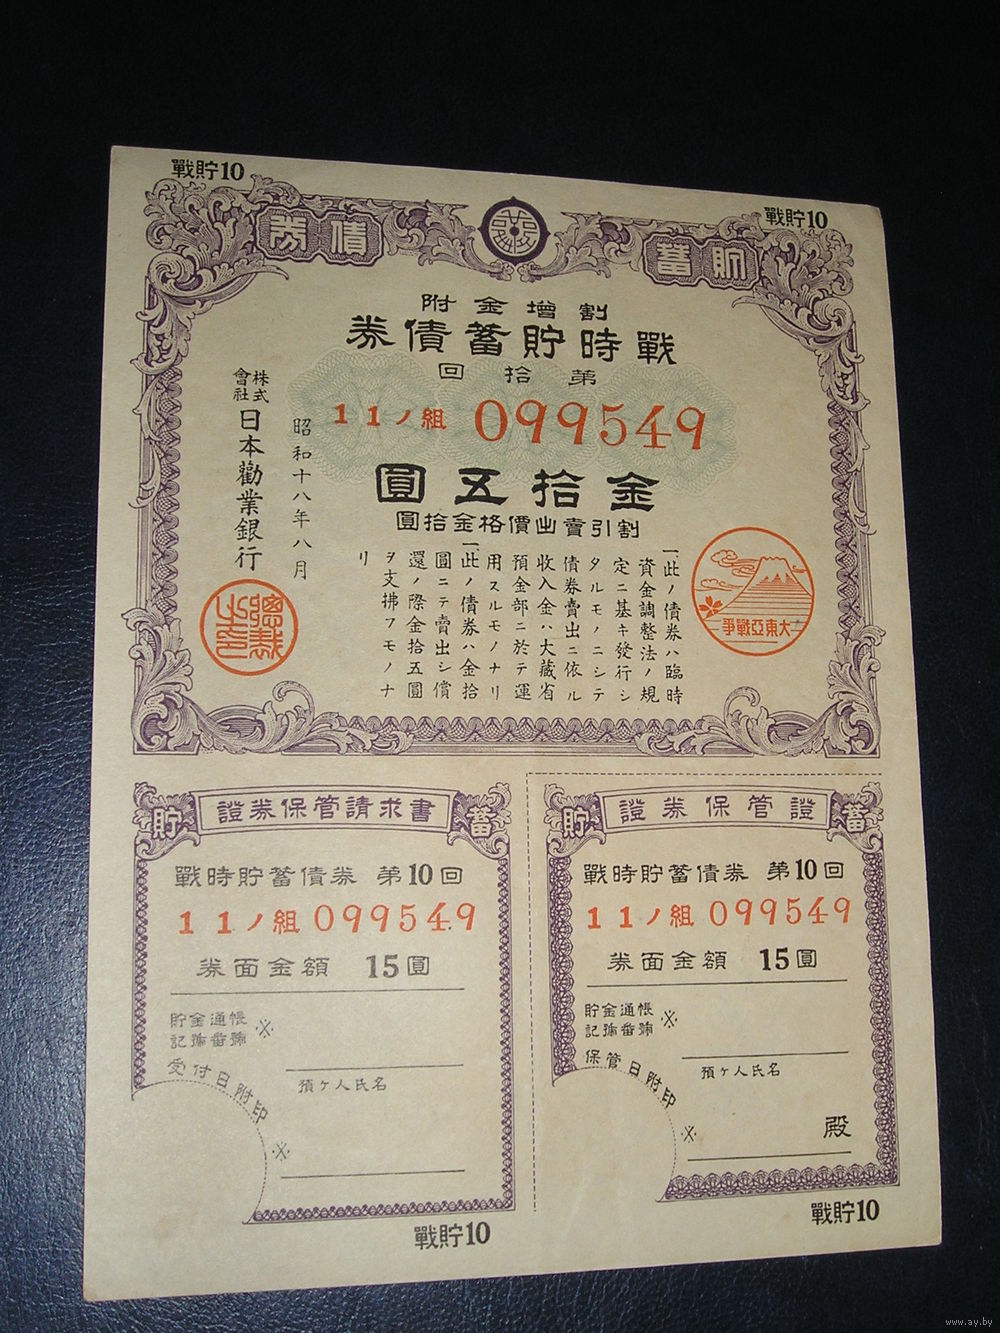 戰貯10
戰貯10
貯蓄債券
割增金附
戰時貯蓄債券
第拾回
11ノ組 099549
金拾五圓
割引賣出價格金拾圓
大東亞戰爭
一、此ノ債券ハ臨時
資金調整法ノ規
定ニ基キ發行シ
タルモノニシテ
債券賣出ニ依ル
收入金ハ大藏省
預金部ニ於テ運
用スルモノナリ
一、此ノ債券ハ金拾
圓ニテ賣出シ償
還ノ際金拾五圓
ヲ支拂フモノナ
リ
昭和十八年八月
株式會社 日本勸業銀行
總裁之印
貯 證券保管請求書 蓄
戰時貯蓄債券 第10回
11ノ組 099549
券面金額 15圓
貯金通帳
記號番號 ※
受付日附印
預ケ人氏名
※
戰貯10
貯 證券保管證 蓄
戰時貯蓄債券 第10回
11ノ組 099549
券面金額 15圓
貯金通帳
記號番號 ※
保管日附印
預ケ人氏名
※ 殿
戰貯10
www.ay.by